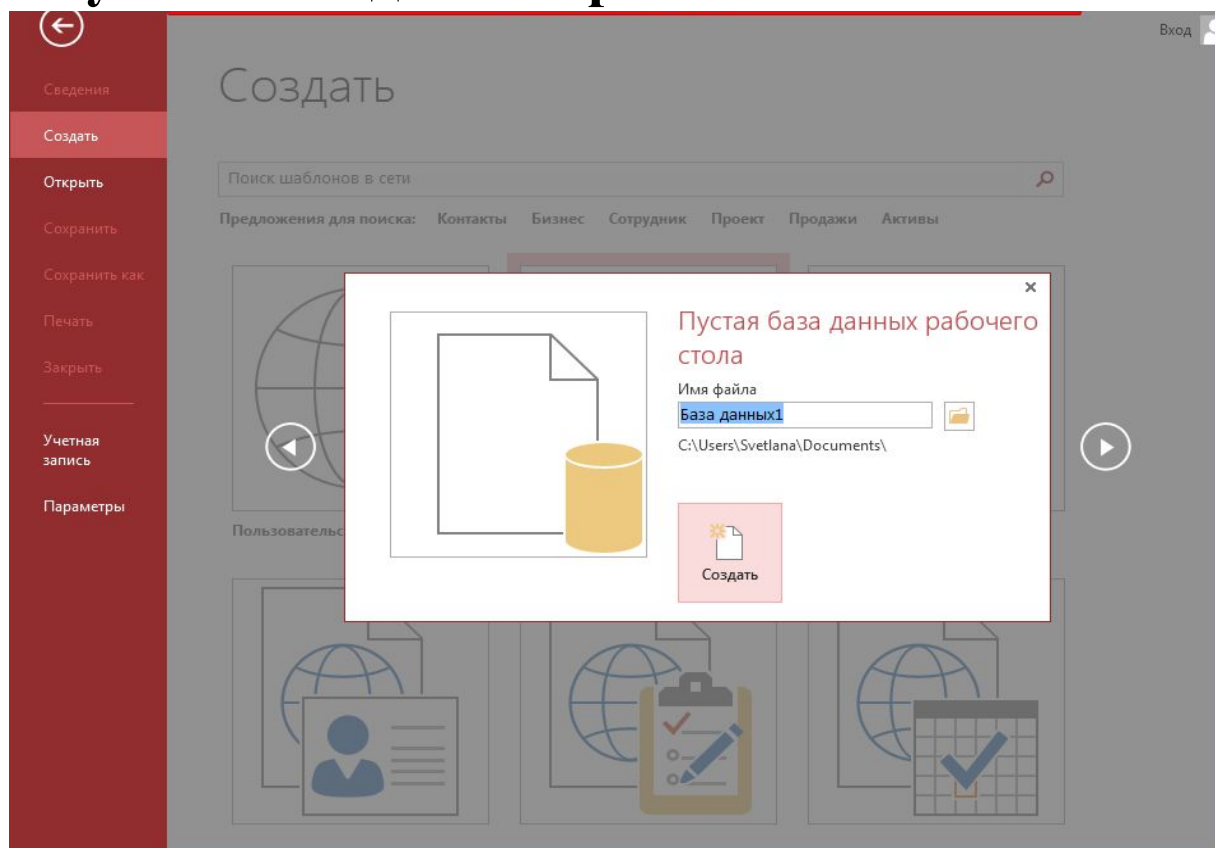 Вход
Сведения
Создать
Открыть
Сохранить
Сохранить как
Печать
Закрыть
Учетная
запись
Параметры
Создать
Поиск шаблонов в сети
Предложения для поиска: Контакты Бизнес Сотрудник Проект Продажи Активы
Пустая база данных рабочего
стола
Имя файла
База данных1
C:\Users\Svetlana\Documents\
Создать